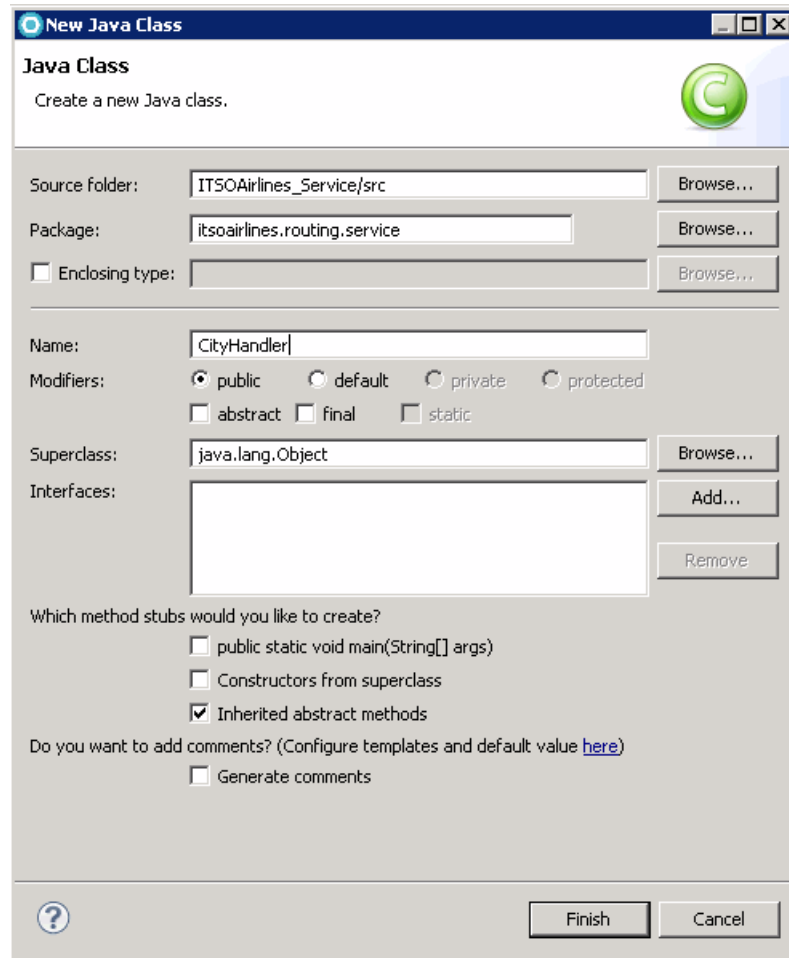 New Java Class
Java Class
Create a new Java class.
Source folder: ITSOAirlines_Service/src Browse...
Package: itsoairlines.routing.service Browse...
Enclosing type: Browse...
Name: CityHandler
Modifiers: public default private protected
abstract final static
Superclass: java.lang.Object Browse...
Interfaces: Add...
Remove
Which method stubs would you like to create?
public static void main(String[] args)
Constructors from superclass
Inherited abstract methods
Do you want to add comments? (Configure templates and default value here)
Generate comments
? Finish Cancel